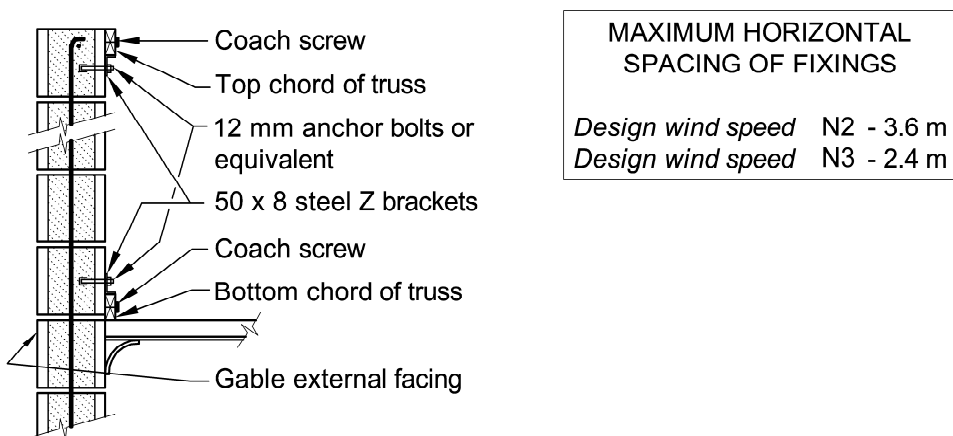 Coach screw
Top chord of truss
12 mm anchor bolts or
equivalent
50 x 8 steel Z brackets
Coach screw
Bottom chord of truss
Gable external facing
MAXIMUM HORIZONTAL
SPACING OF FIXINGS
Design wind speed N2 - 3.6 m
Design wind speed N3 - 2.4 m